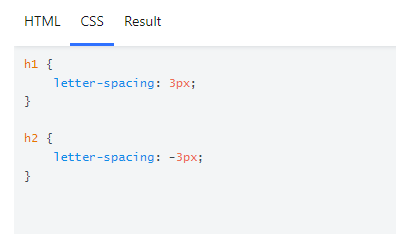 HTML CSS Result
h1 {
    letter-spacing: 3px;
}

h2 {
    letter-spacing: -3px;
}